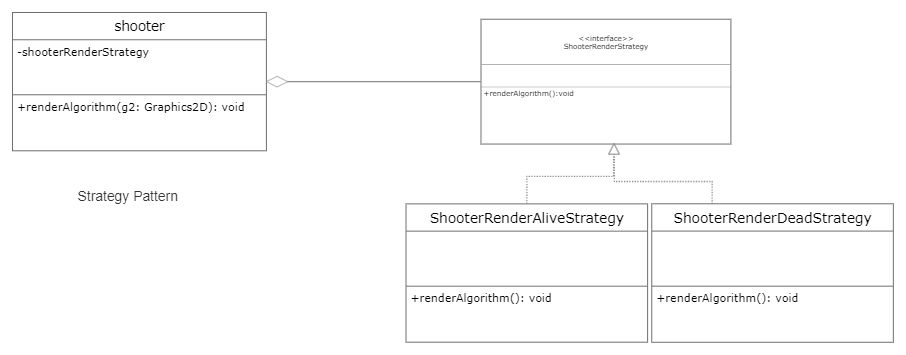 shooter
-shooterRenderStrategy
+renderAlgorithm(g2: Graphics2D): void
<<interface>>
ShooterRenderStrategy
+renderAlgorithm():void
Strategy Pattern
ShooterRenderAliveStrategy
+renderAlgorithm(): void
ShooterRenderDeadStrategy
+renderAlgorithm(): void